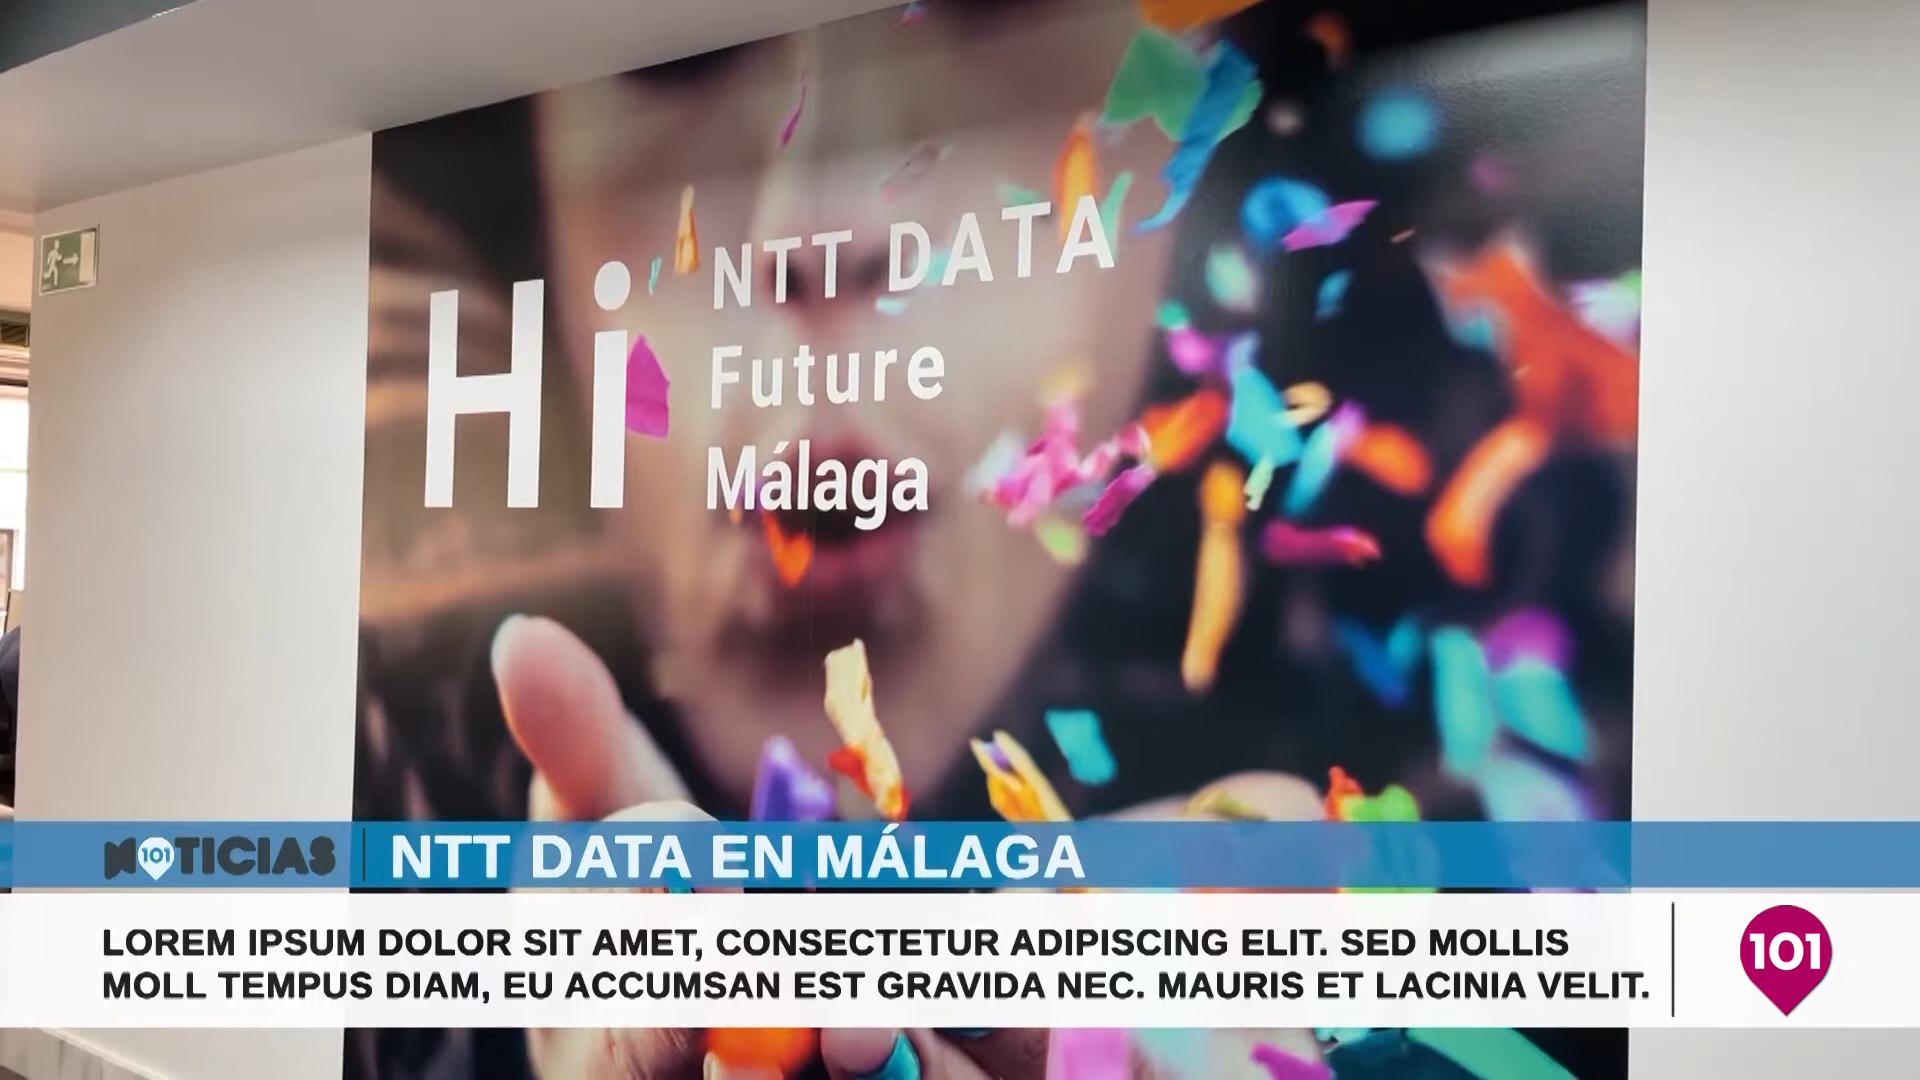 Hi
NTT DATA
Future
Málaga
NOTICIAS
101
NTT DATA EN MÁLAGA
LOREM IPSUM DOLOR SIT AMET, CONSECTETUR ADIPISCING ELIT. SED MOLLIS
MOLL TEMPUS DIAM, EU ACCUMSAN EST GRAVIDA NEC. MAURIS ET LACINIA VELIT.
101